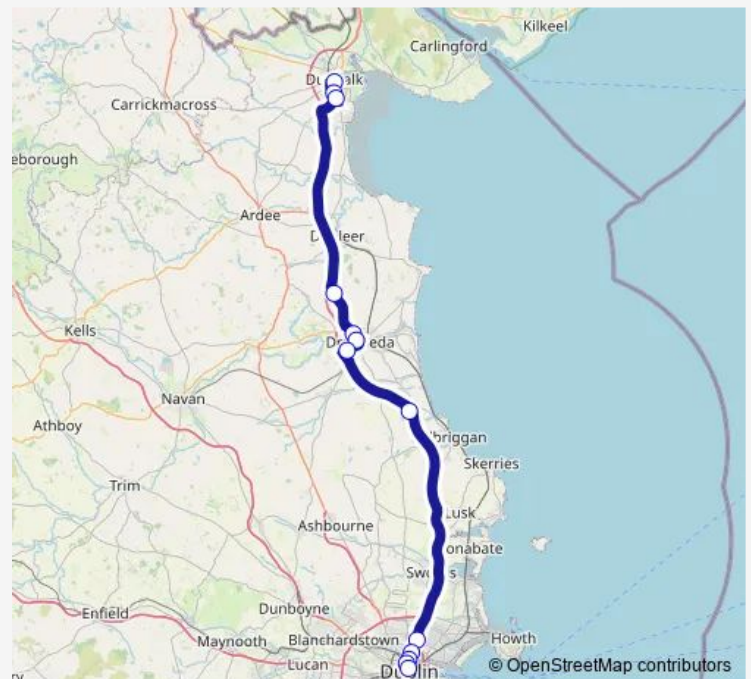 Kilkeel
Carlingford
Carrickmacross
Ardee
Kells
Navan
Athboy
Skerries
Trim
Lusk
Ashbourne
Enfield
Dunboyne
Maynooth
Blanchardstown
Howth
Lucan
© OpenStreetMap contributors